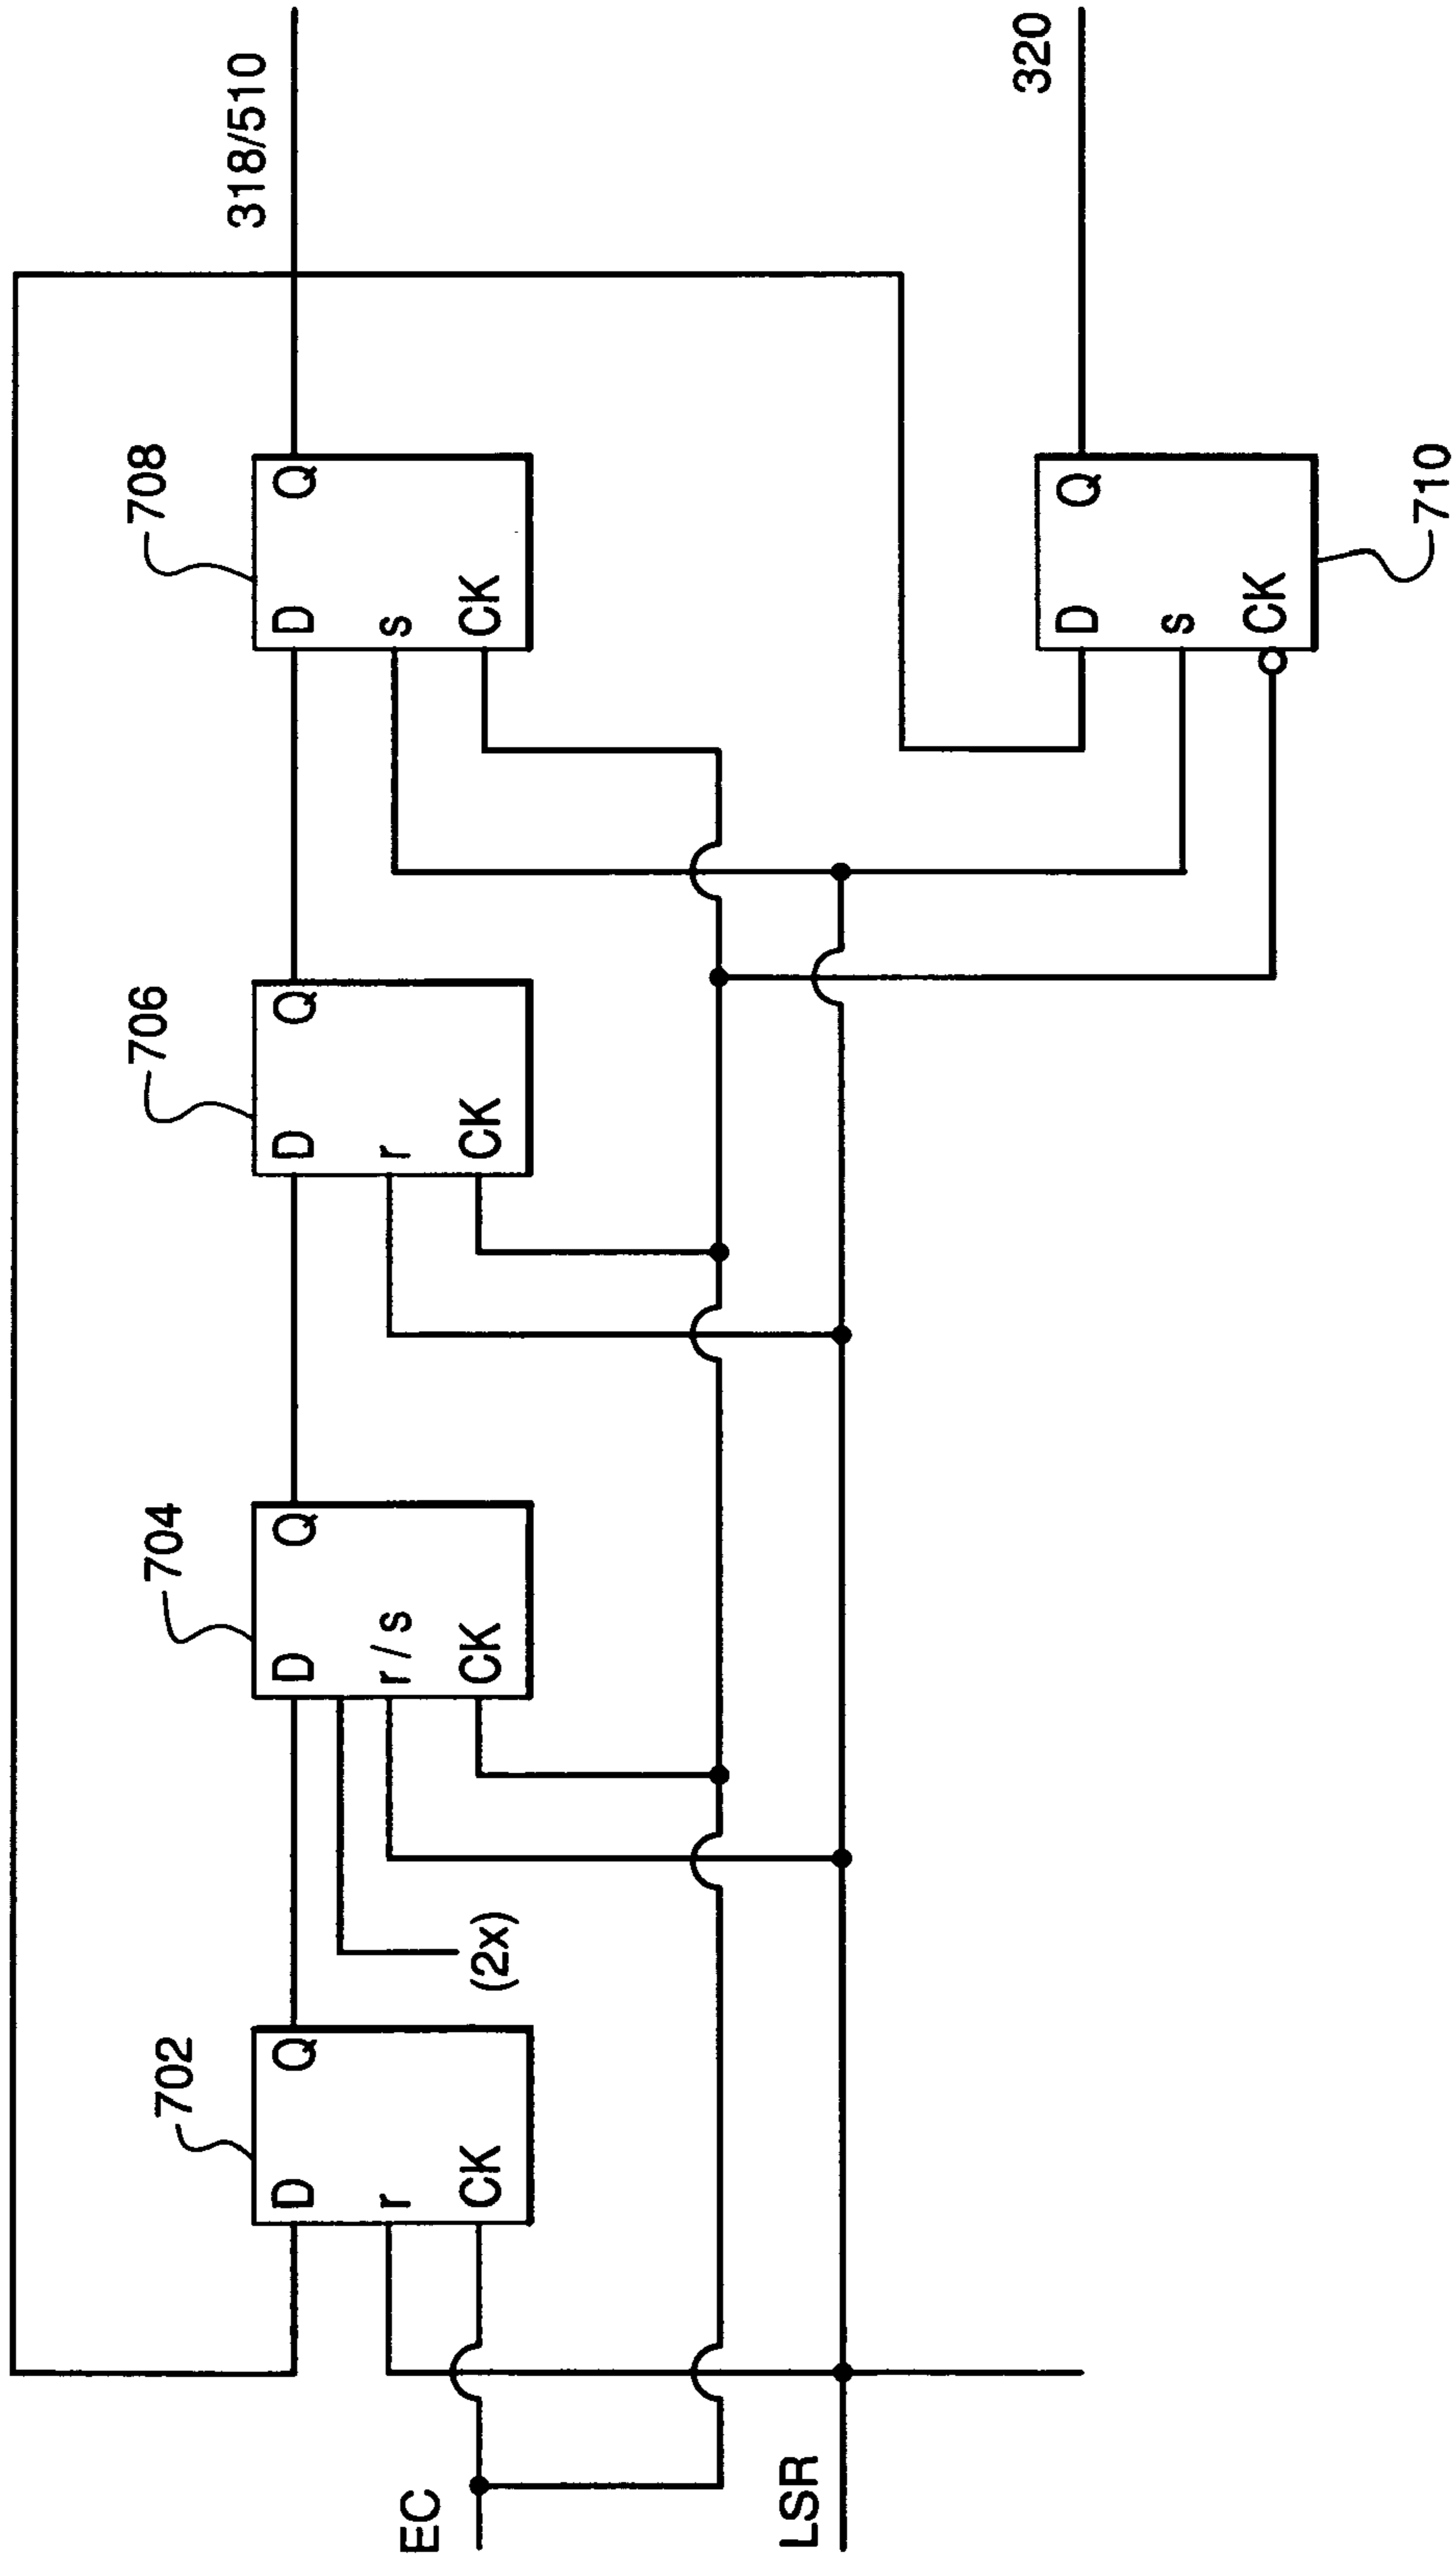 702
704
706
708
318/510
D
Q
r
CK
D
Q
r/s
CK
D
Q
r
CK
D
Q
s
CK
(2x)
EC
LSR
320
D
Q
s
CK
710